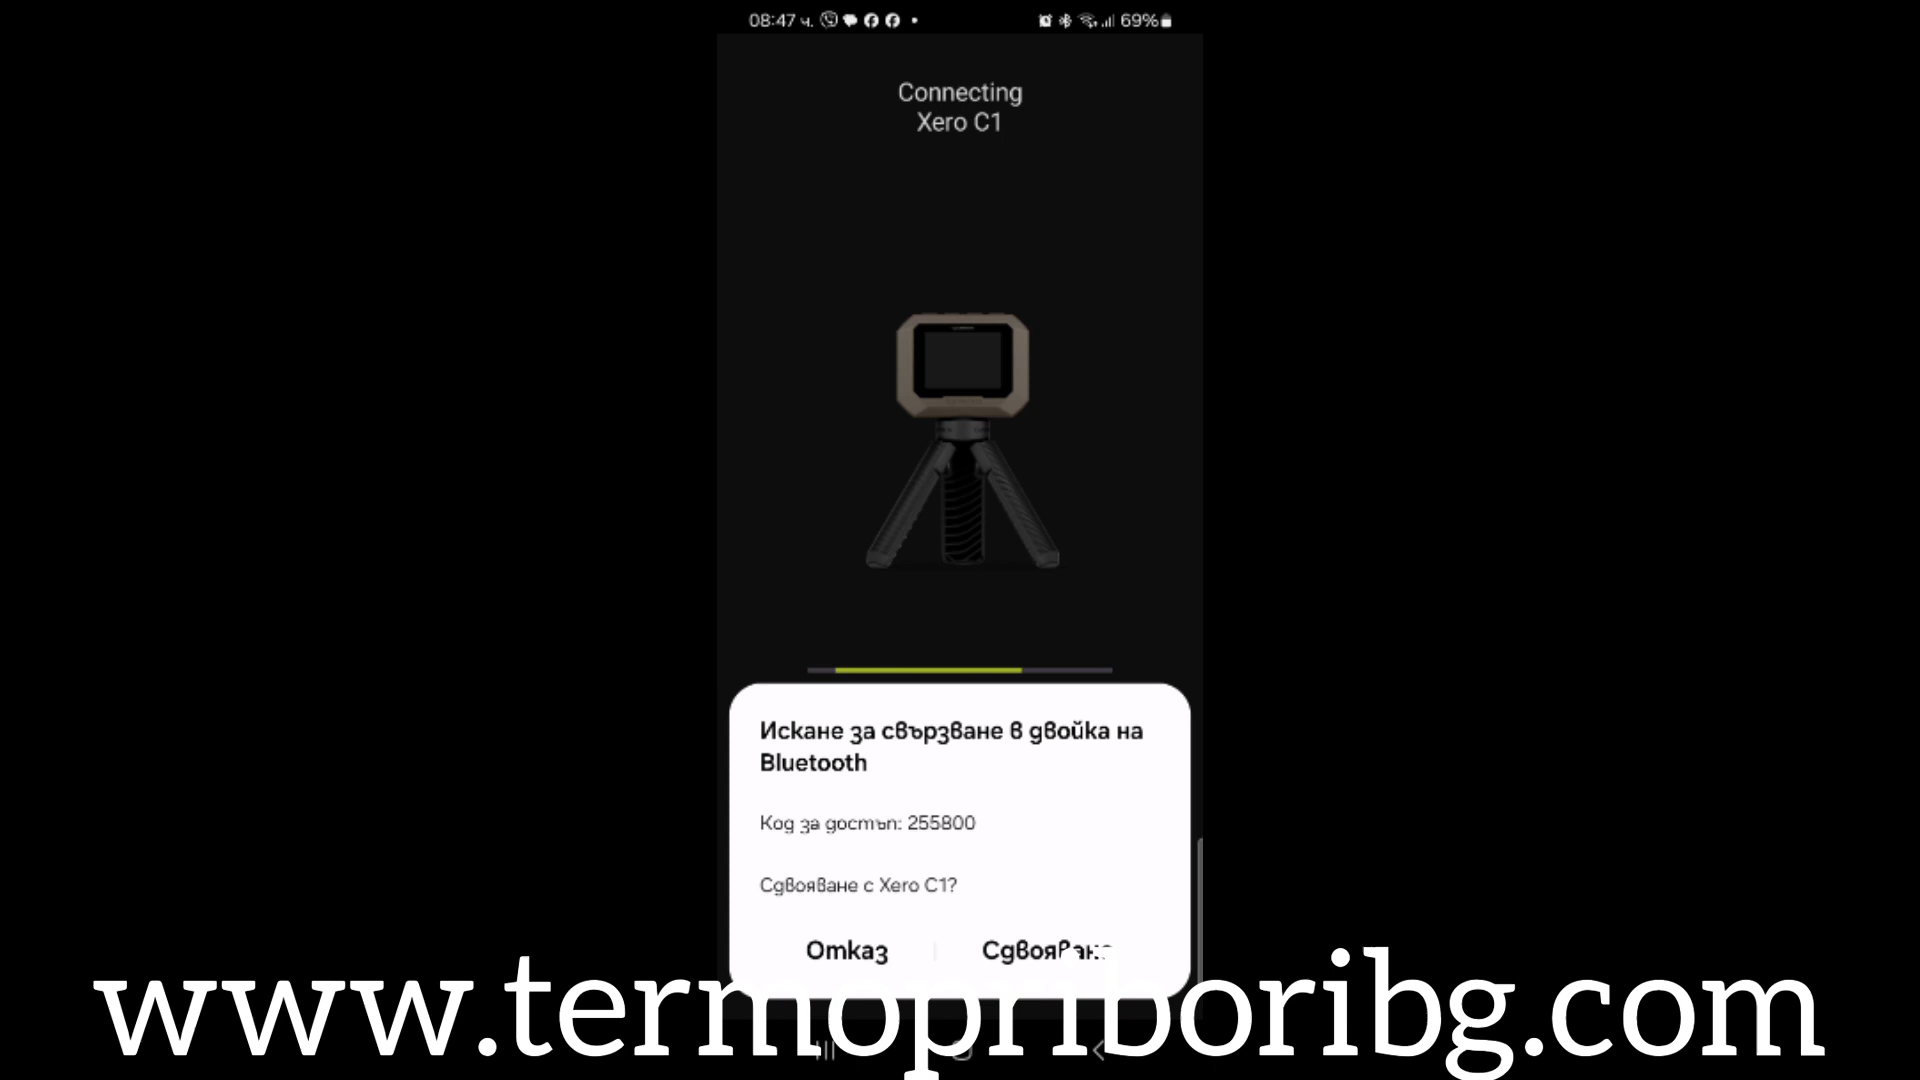 08:47 ч.
69%
Connecting
Xero C1
Искане за свързване в двойка на
Bluetooth
Код за достъп: 255800
Сдвояване с Xero C1?
Отказ
Сдвояване
www.termopriboribg.com